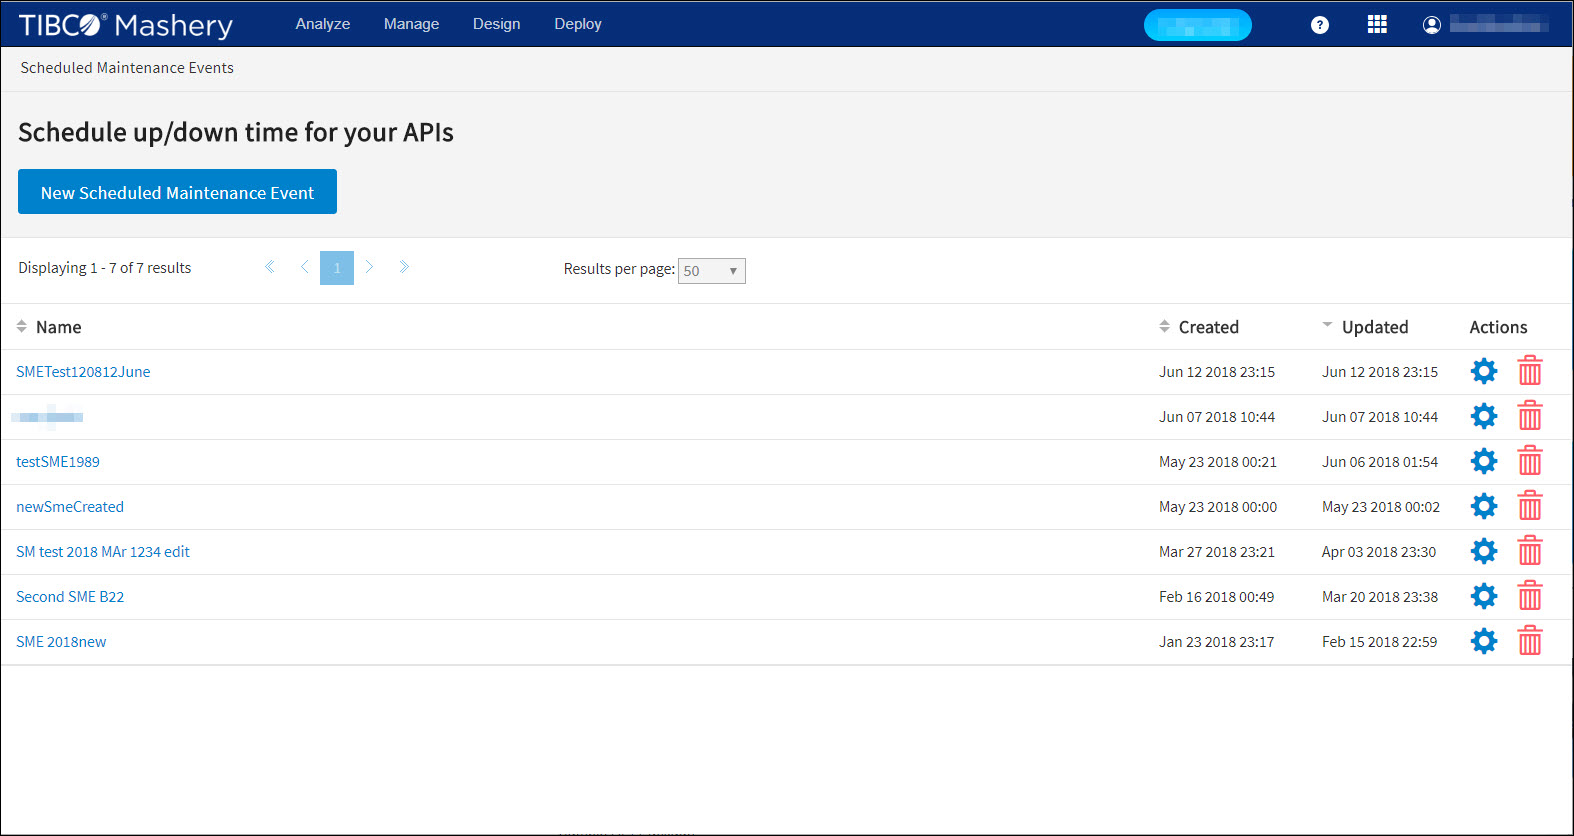 TIBCO® Mashery Analyze Manage Design Deploy ?
Scheduled Maintenance Events
Schedule up/down time for your APIs
New Scheduled Maintenance Event
Displaying 1 - 7 of 7 results 1 Results per page: 50
Name Created Updated Actions
SMETest120812June Jun 12 2018 23:15 Jun 12 2018 23:15
Jun 07 2018 10:44 Jun 07 2018 10:44
testSME1989 May 23 2018 00:21 Jun 06 2018 01:54
newSmeCreated May 23 2018 00:00 May 23 2018 00:02
SM test 2018 MAr 1234 edit Mar 27 2018 23:21 Apr 03 2018 23:30
Second SME B22 Feb 16 2018 00:49 Mar 20 2018 23:38
SME 2018new Jan 23 2018 23:17 Feb 15 2018 22:59